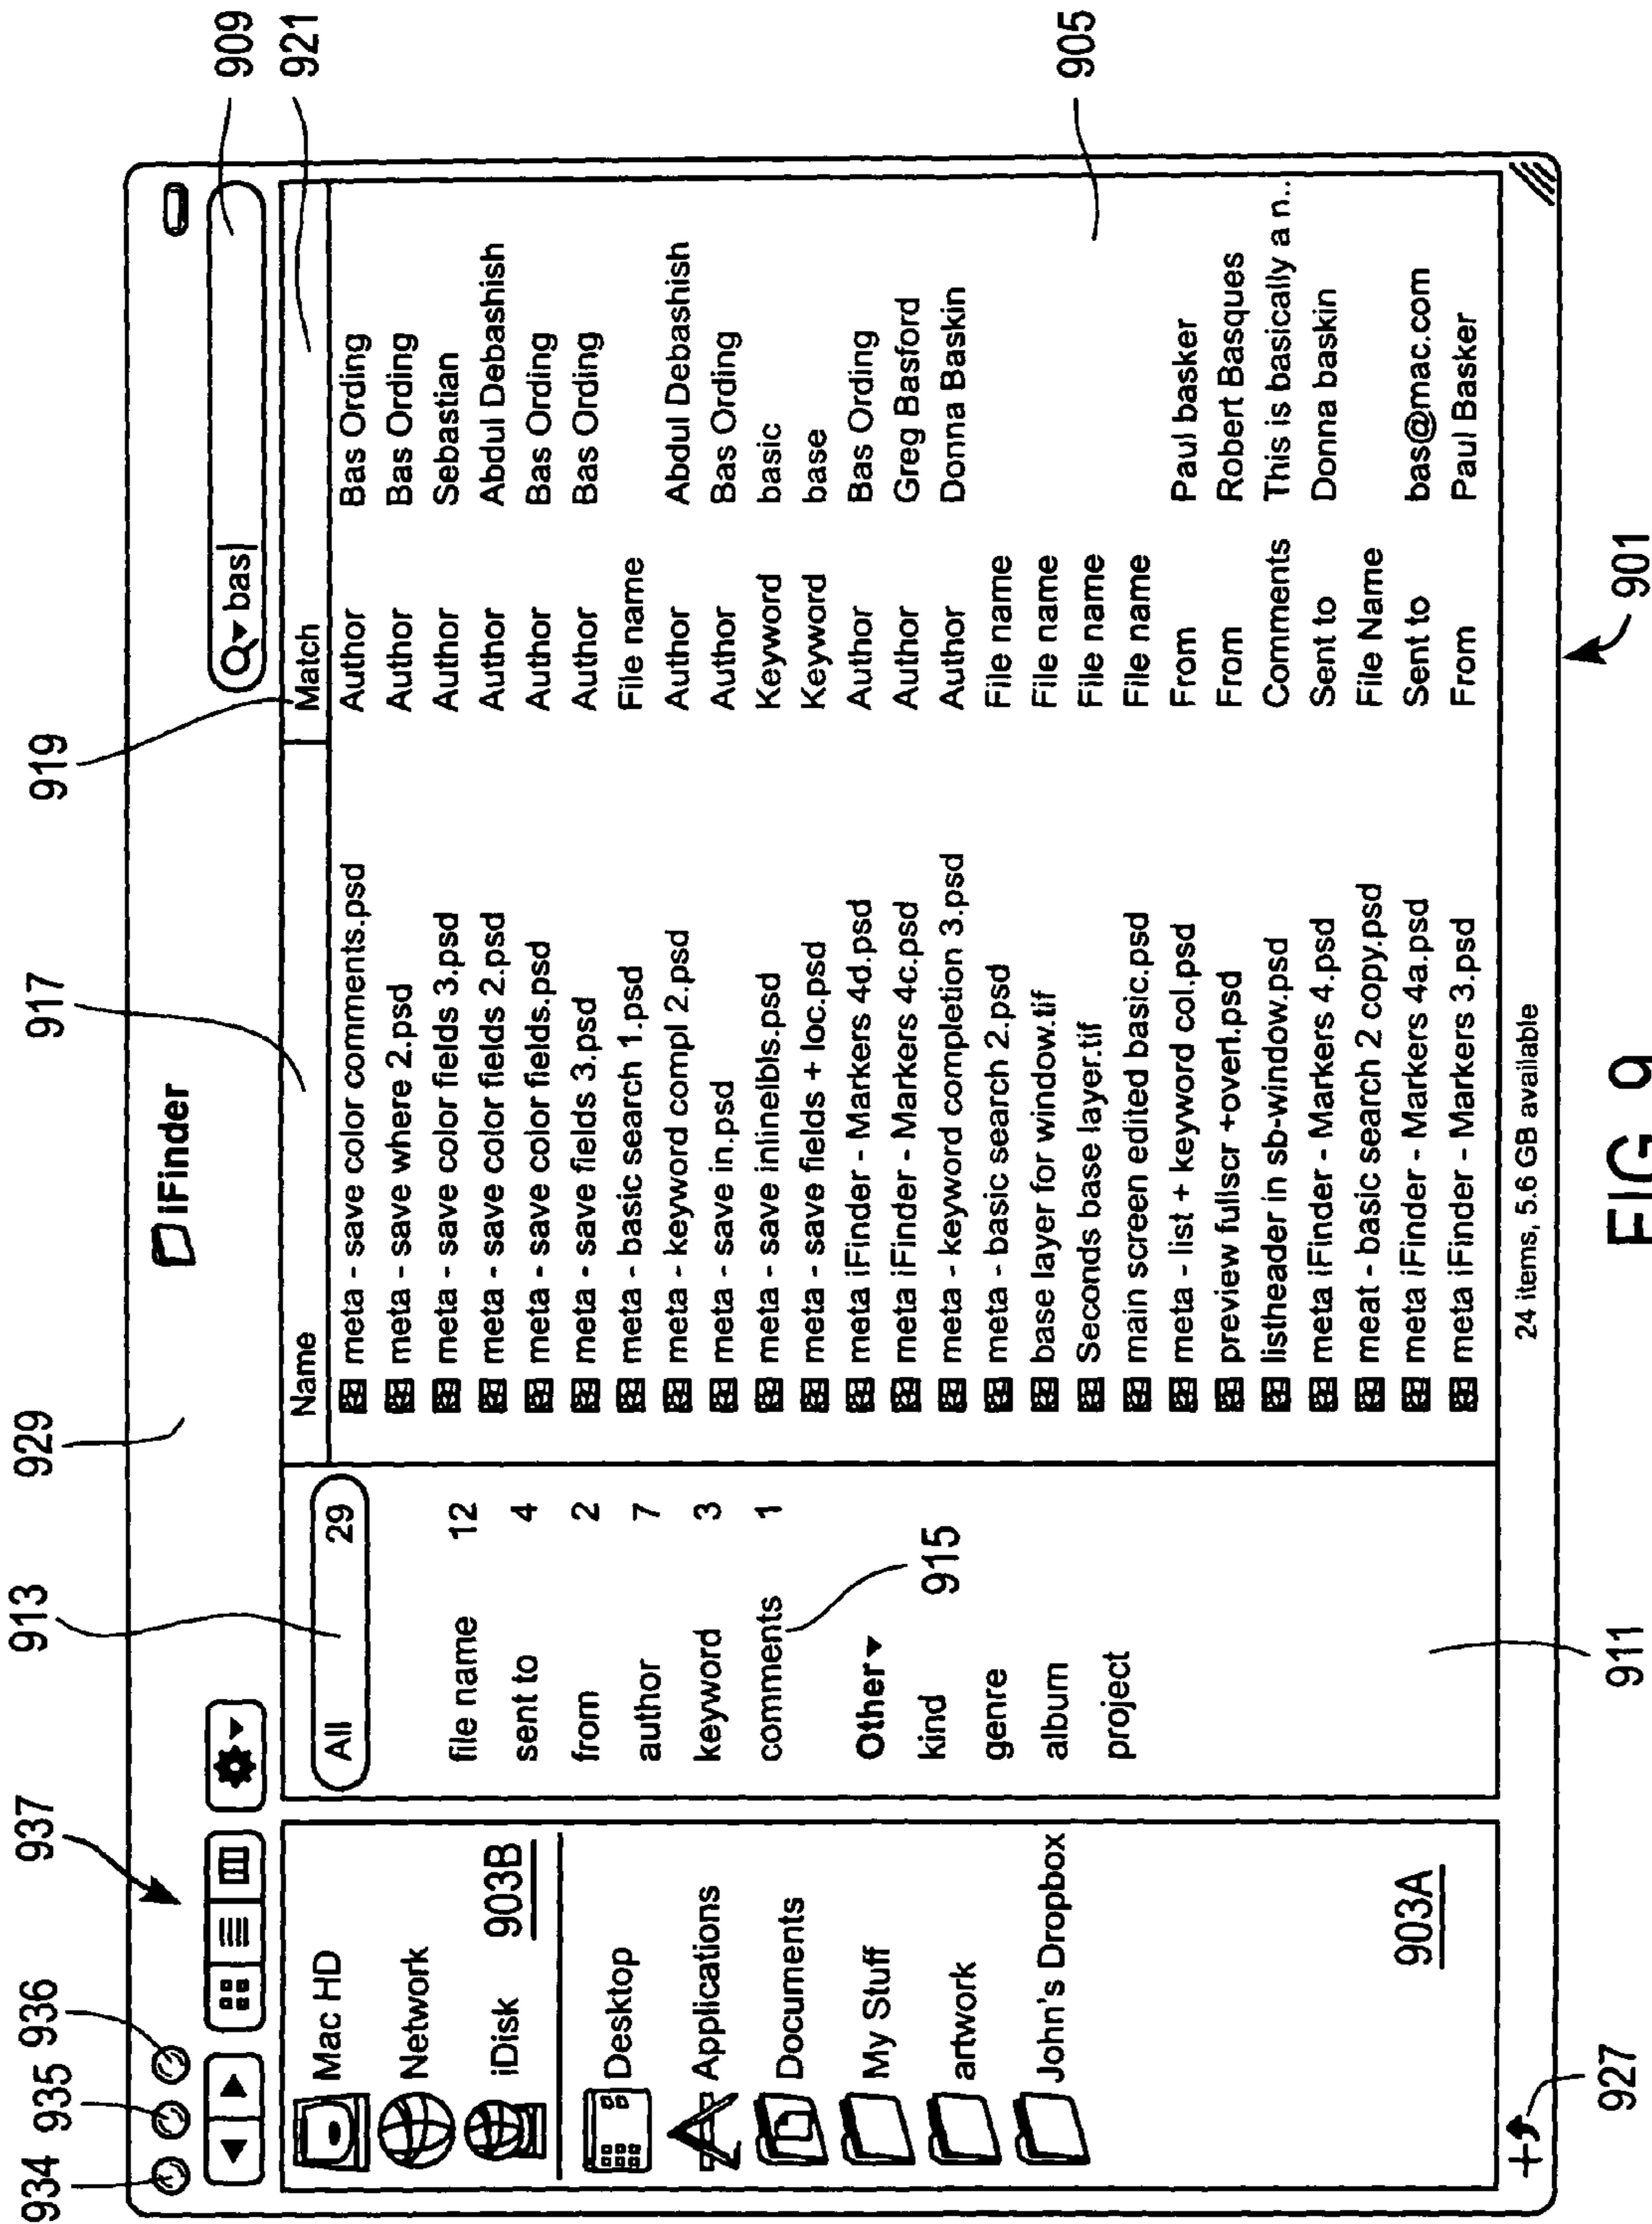 934
935
936
937
913
929
917
919
909
921
iFinder
bas
Mac HD
Network
iDisk
903B
Desktop
Applications
Documents
My Stuff
artwork
John's Dropbox
903A
All 29
file name 12
sent to 4
from 2
author 7
keyword 3
comments 1
915
Other
kind
genre
album
project
Name Match
meta - save color comments.psd Author Bas Ording
meta - save where 2.psd Author Bas Ording
meta - save color fields 3.psd Author Sebastian
meta - save color fields 2.psd Author Abdul Debashish
meta - save color fields.psd Author Bas Ording
meta - save fields 3.psd Author Bas Ording
meta - basic search 1.psd File name
meta - keyword compl 2.psd Author Abdul Debashish
meta - save in.psd Author Bas Ording
meta - save inlinelbls.psd Keyword basic
meta - save fields + loc.psd Keyword base
meta iFinder - Markers 4d.psd Author Bas Ording
meta iFinder - Markers 4c.psd Author Greg Basford
meta - keyword completion 3.psd Author Donna Baskin
meta - basic search 2.psd File name
base layer for window.tif File name
Seconds base layer.tif File name
main screen edited basic.psd File name
meta - list + keyword col.psd From Paul basker
preview fullscr +overl.psd From Robert Basques
listheader in sb-window.psd Comments This is basically a n..
meta iFinder - Markers 4.psd Sent to Donna baskin
meat - basic search 2 copy.psd File Name
meta iFinder - Markers 4a.psd Sent to bas@mac.com
meta iFinder - Markers 3.psd From Paul Basker
905
24 items, 5.6 GB available
927
911
901
FIG 9